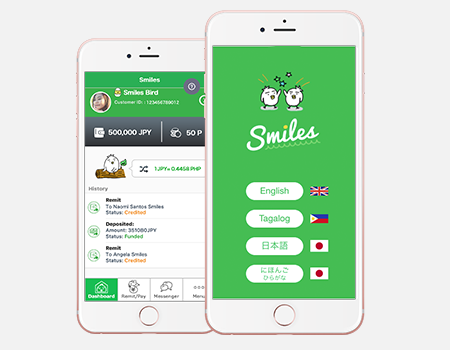 Smiles
Smiles Bird
Customer ID : 123456789012
500,000 JPY
50 P
1JPY= 0.4458 PHP
History
Remit
To Naomi Santos Smiles
Status: Credited
Deposited:
Amount: 351080JPY
Status: Funded
Remit
To Angela Smiles
Status: Credited
Dashboard
Remit/Pay
Messenger
Menu
Smiles
English
Tagalog
日本語
にほんご
ひらがな